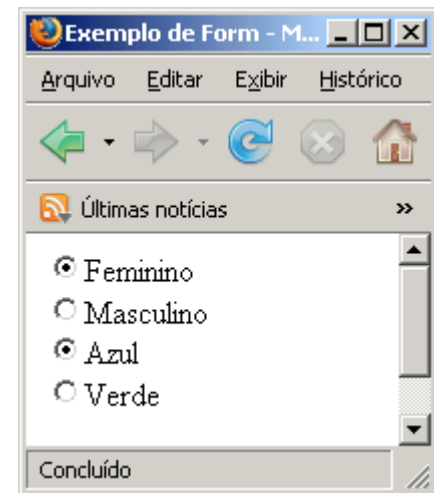 Exemplo de Form - M...
Arquivo Editar Exibir Histórico
Últimas notícias »
Feminino
Masculino
Azul
Verde
Concluído